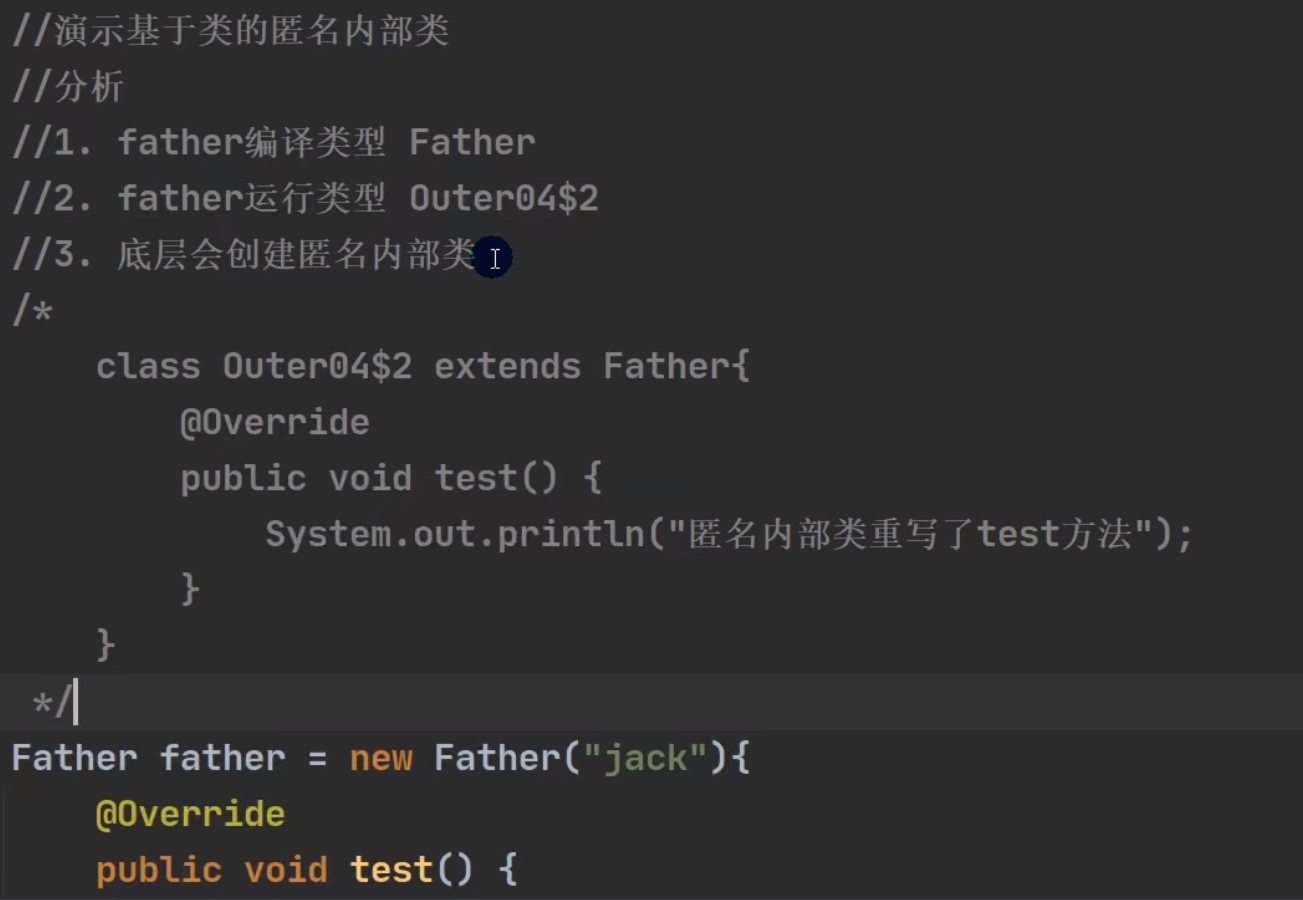 //演示基于类的匿名内部类
//分析
//1. father编译类型 Father
//2. father运行类型 Outer04$2
//3. 底层会创建匿名内部类
/*
class Outer04$2 extends Father{
@Override
public void test() {
System.out.println("匿名内部类重写了test方法");
}
}
*/
Father father = new Father("jack"){
@Override
public void test() {